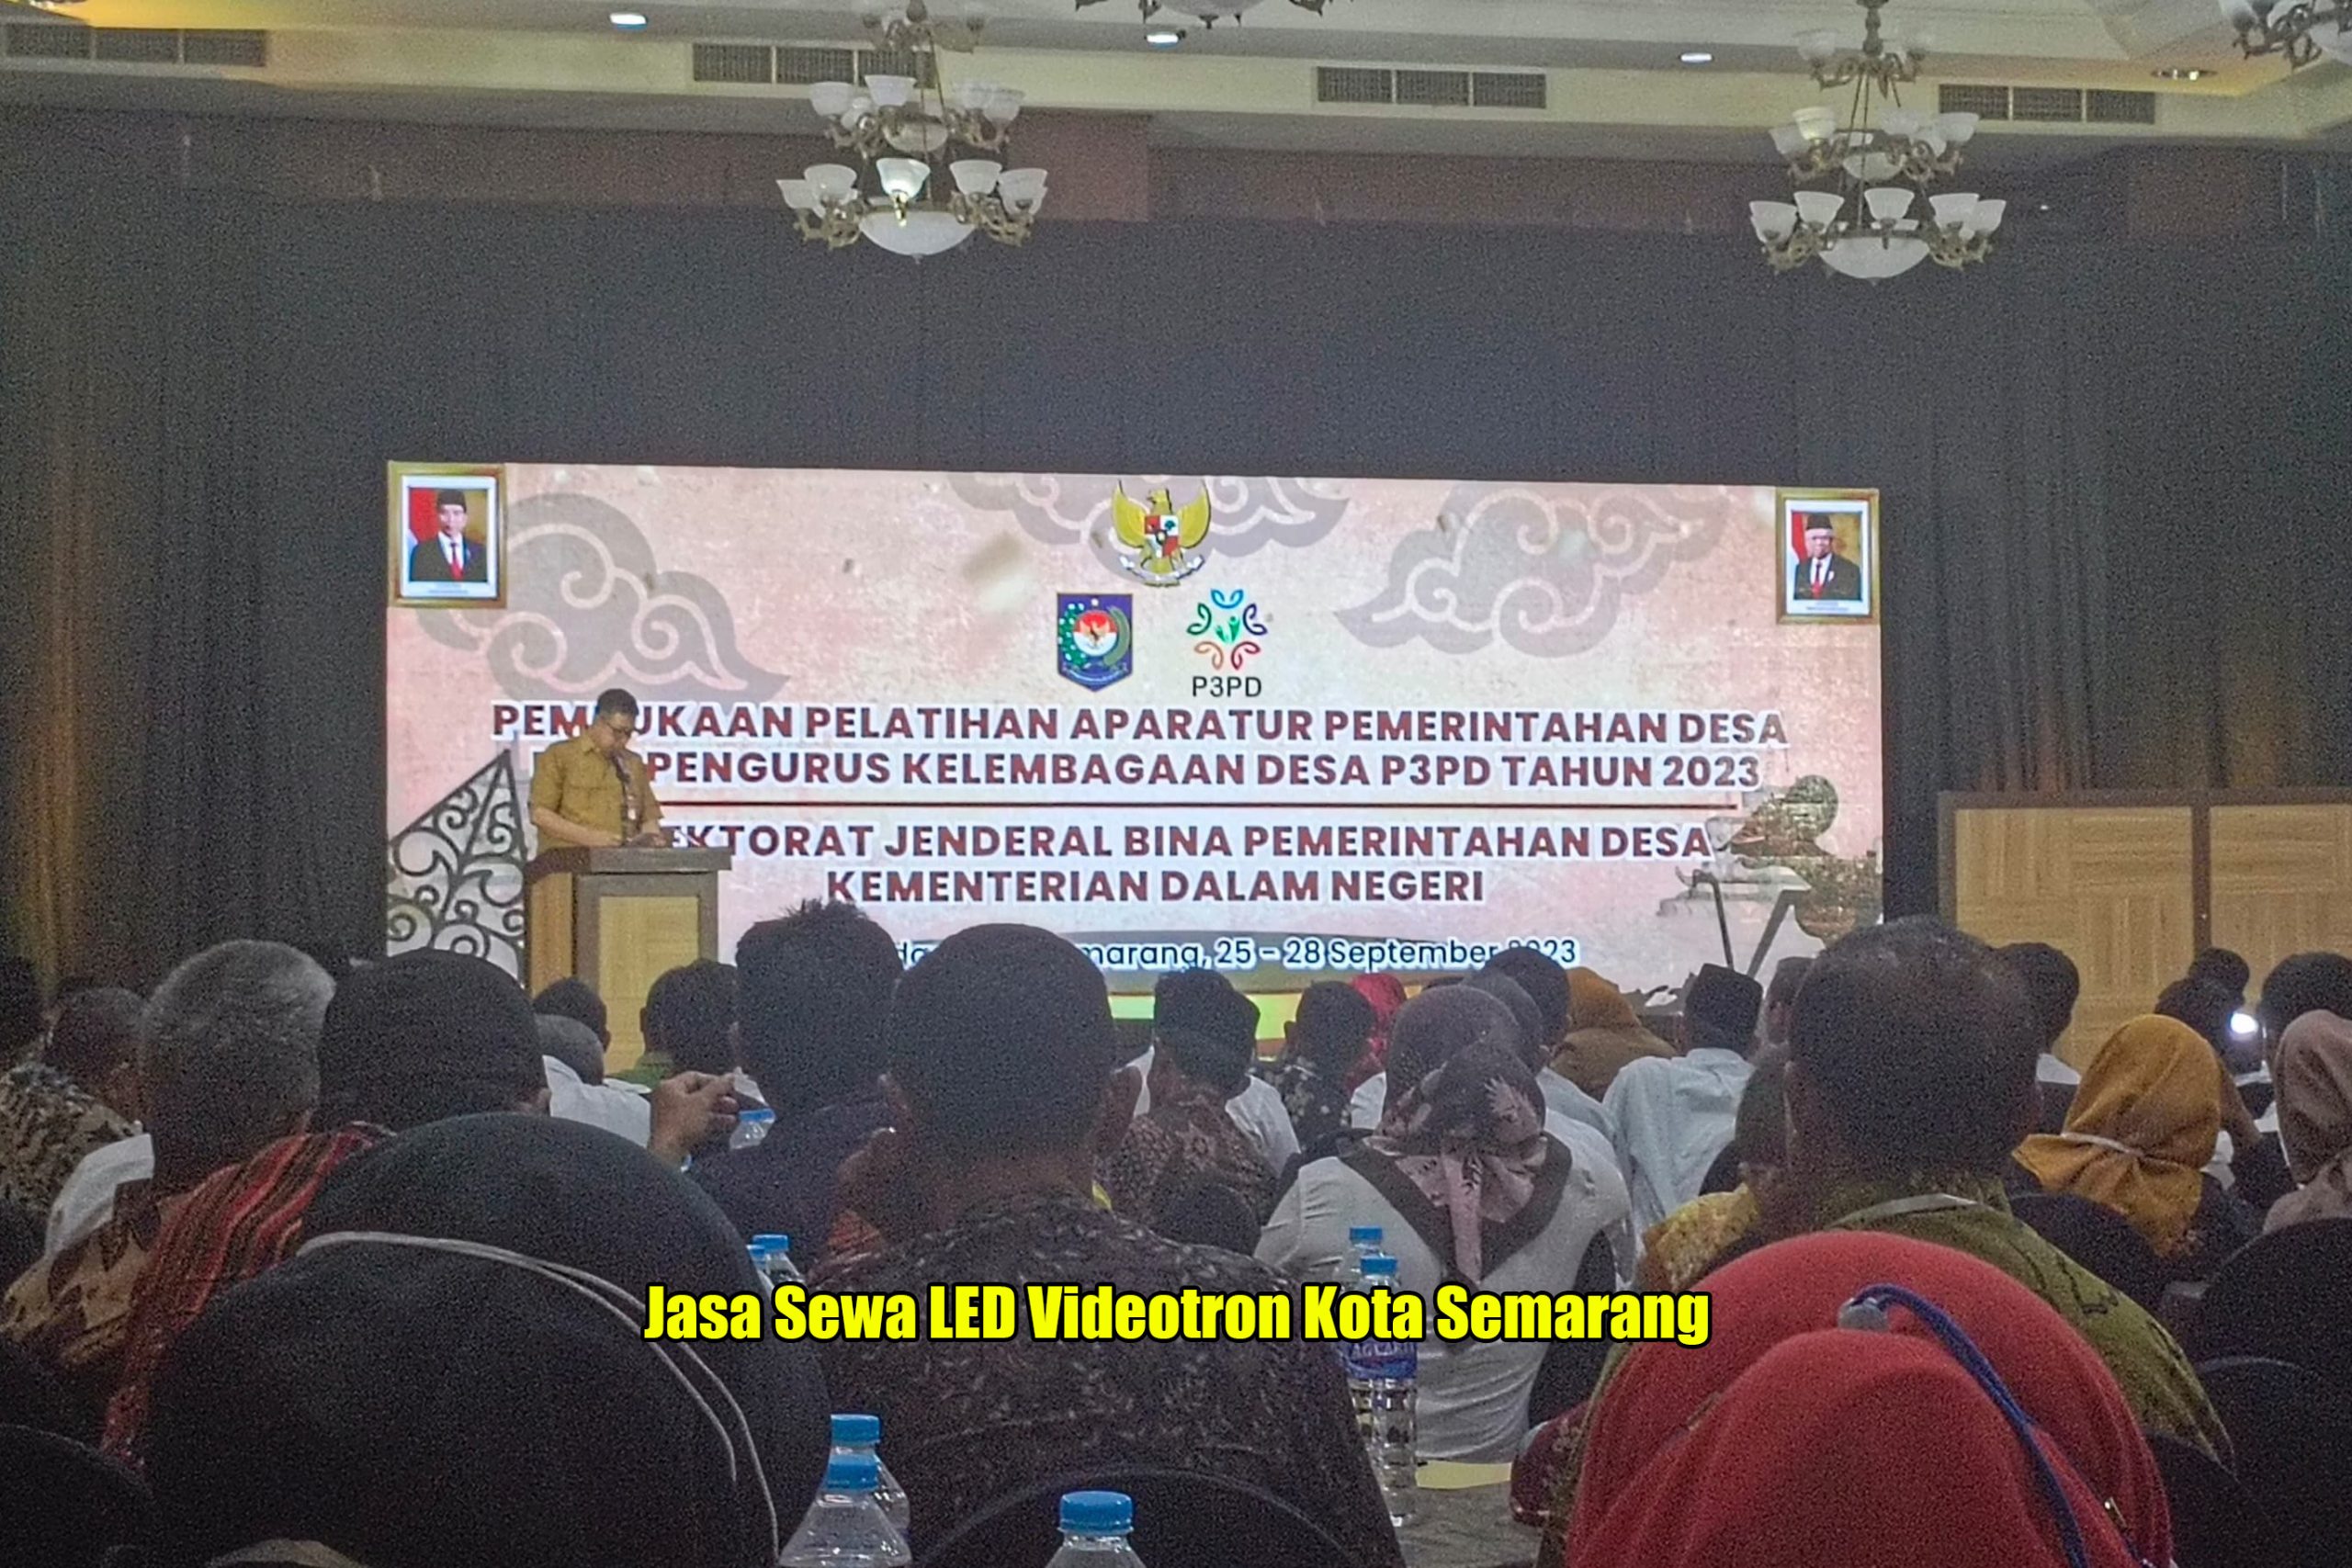 P3PD
PEM UKAAN PELATIHAN APARATUR PEMERINTAHAN DESA
PENGURUS KELEMBAGAAN DESA P3PD TAHUN 2023
EKTORAT JENDERAL BINA PEMERINTAHAN DESA
KEMENTERIAN DALAM NEGERI
marang, 25 - 28 September 2023
Jasa Sewa LED Videotron Kota Semarang